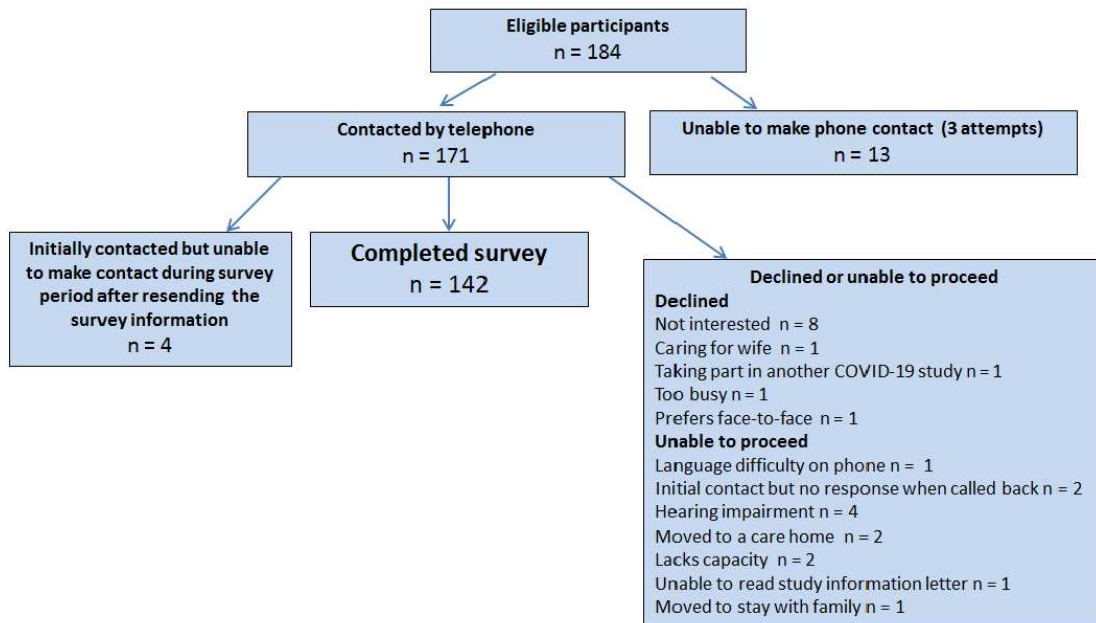 Eligible participants
n = 184
Contacted by telephone
n = 171
Unable to make phone contact (3 attempts)
n = 13
Initially contacted but unable
to make contact during survey
period after resending the
survey information
n = 4
Completed survey
n = 142
Declined or unable to proceed
Declined
Not interested n = 8
Caring for wife n = 1
Taking part in another COVID-19 study n = 1
Too busy n = 1
Prefers face-to-face n = 1
Unable to proceed
Language difficulty on phone n = 1
Initial contact but no response when called back n = 2
Hearing impairment n = 4
Moved to a care home n = 2
Lacks capacity n = 2
Unable to read study information letter n = 1
Moved to stay with family n = 1